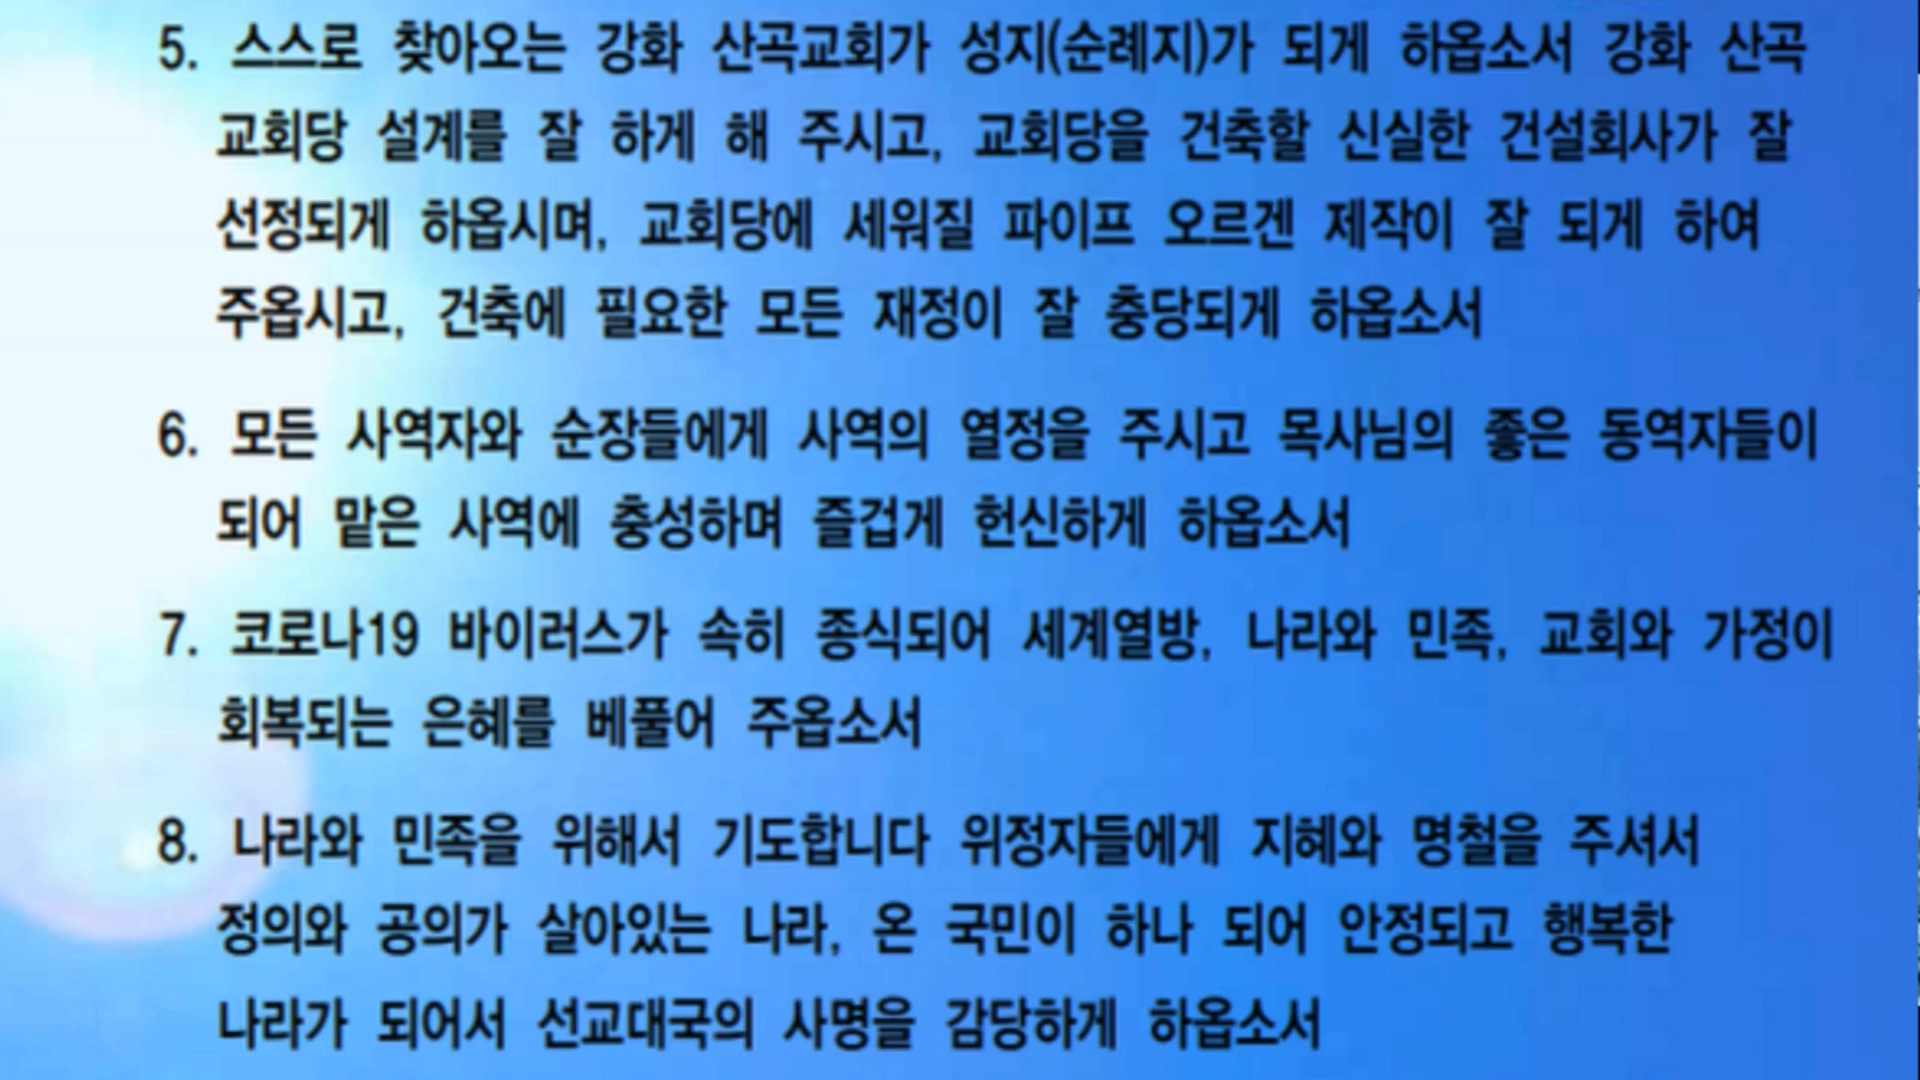 5. 스스로 찾아오는 강화 산곡교회가 성지(순례지)가 되게 하옵소서 강화 산곡
교회당 설계를 잘 하게 해 주시고, 교회당을 건축할 신실한 건설회사가 잘
선정되게 하옵시며, 교회당에 세워질 파이프 오르겐 제작이 잘 되게 하여
주옵시고, 건축에 필요한 모든 재정이 잘 충당되게 하옵소서
6. 모든 사역자와 순장들에게 사역의 열정을 주시고 목사님의 좋은 동역자들이
되어 맡은 사역에 충성하며 즐겁게 헌신하게 하옵소서
7. 코로나19 바이러스가 속히 종식되어 세계열방, 나라와 민족, 교회와 가정이
회복되는 은혜를 베풀어 주옵소서
8. 나라와 민족을 위해서 기도합니다 위정자들에게 지혜와 명철을 주셔서
정의와 공의가 살아있는 나라, 온 국민이 하나 되어 안정되고 행복한
나라가 되어서 선교대국의 사명을 감당하게 하옵소서